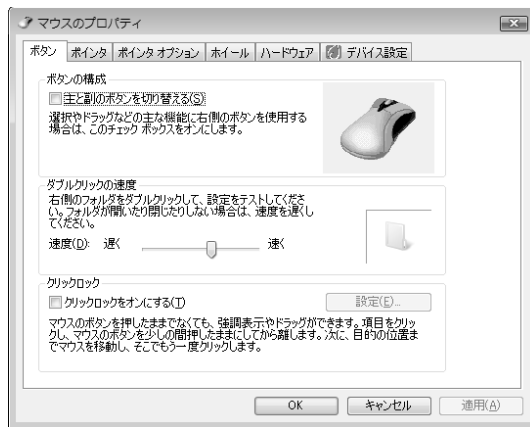 マウスのプロパティ
ボタン ポインタ ポインタ オプション ホイール ハードウェア デバイス設定
ボタンの構成
主と副のボタンを切り替える(S)
選択やドラッグなどの主な機能に右側のボタンを使用する
場合は、このチェック ボックスをオンにします。
ダブルクリックの速度
右側のフォルダをダブルクリックして、設定をテストしてくださ
い。フォルダが開いたり閉じたりしない場合は、速度を遅くし
てください。
速度(D): 遅く 速く
クリックロック
クリックロックをオンにする(T) 設定(E)...
マウスのボタンを押したままでなくても、強調表示やドラッグができます。項目をクリッ
クし、マウスのボタンを少しの間押したままにしてから離します。次に、目的の位置ま
でマウスを移動し、そこでもう一度クリックします。
OK キャンセル 適用(A)